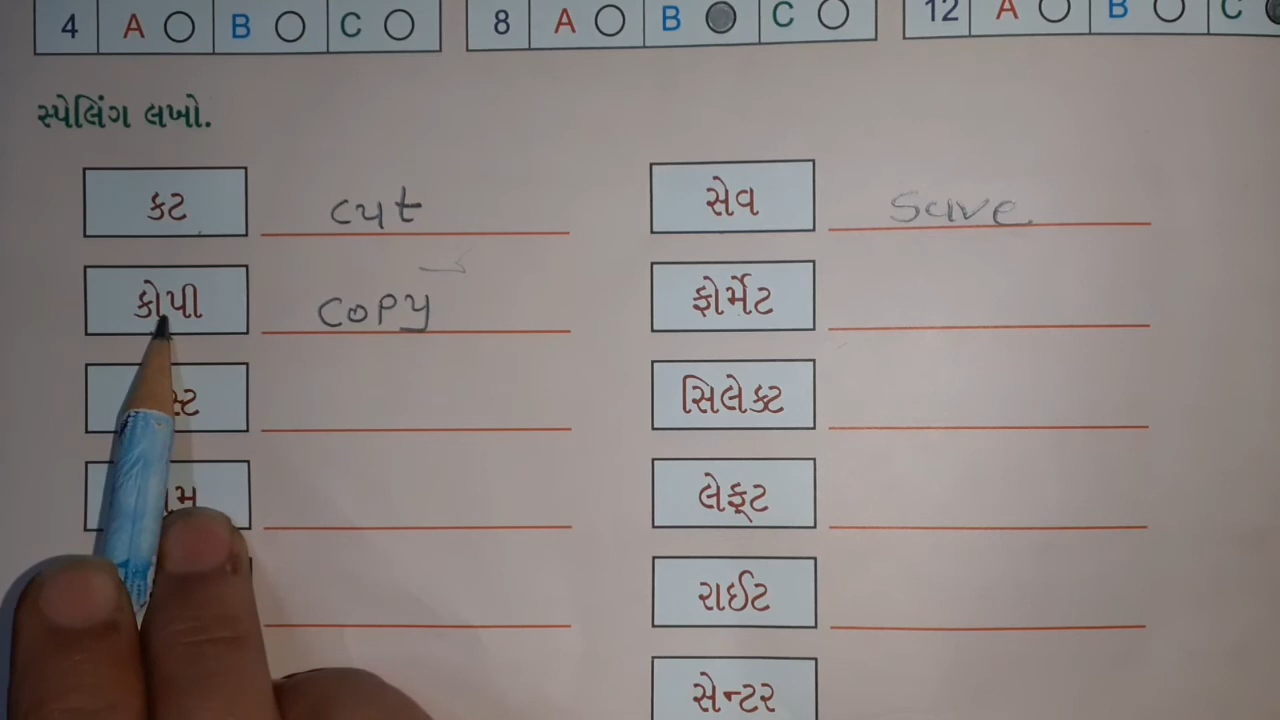 4 A B C 8 A B C 12 A B C
સ્પેલિંગ લખો.
કટ cut સેવ save
કોપી copy ફોર્મેટ
સિલેક્ટ
લેફ્ટ
રાઈટ
સેન્ટર